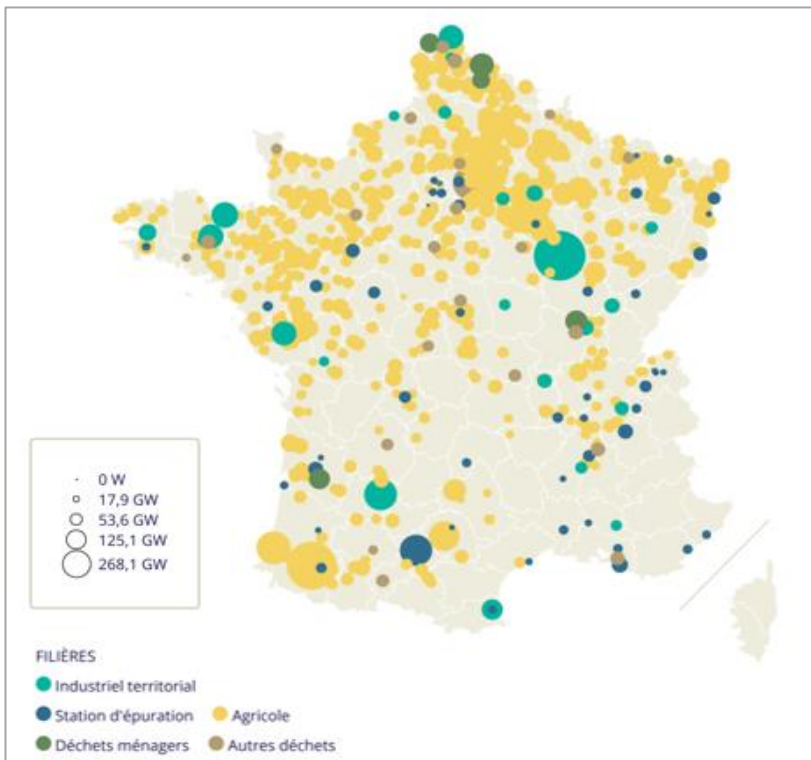 0 W
17,9 GW
53,6 GW
125,1 GW
268,1 GW
FILIÈRES
Industriel territorial
Station d'épuration
Agricole
Déchets ménagers
Autres déchets